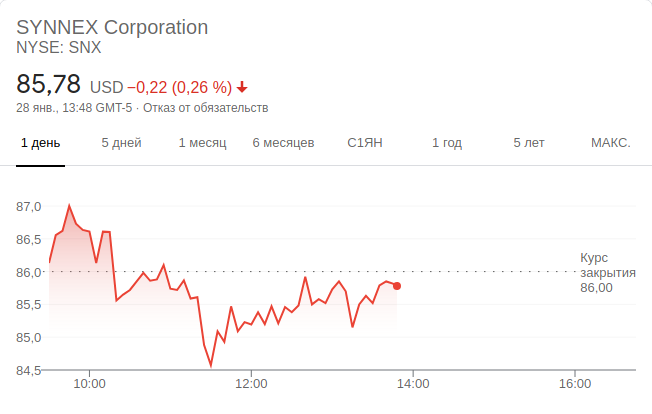 SYNNEX Corporation
NYSE: SNX
85,78 USD −0,22 (0,26 %)
28 янв., 13:48 GMT-5 · Отказ от обязательств
1 день 5 дней 1 месяц 6 месяцев С1ЯН 1 год 5 лет МАКС.
87,0
86,5
86,0
85,5
85,0
84,5
Курс
закрытия
86,00
10:00 12:00 14:00 16:00